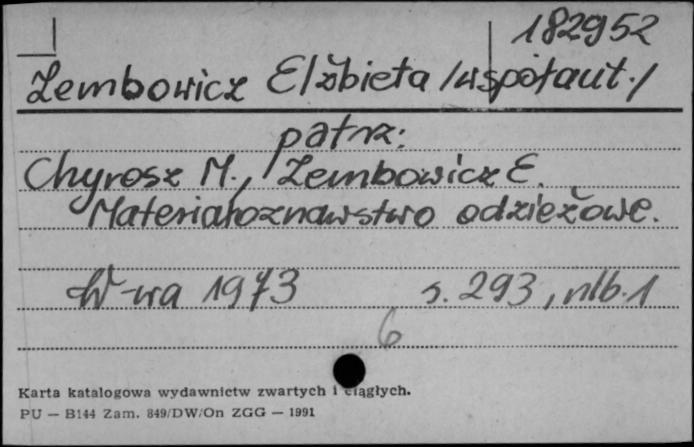 182952
Zembowicz Elżbieta /współaut./
patrz:
Chyrosz M., Zembowicz E.
Materiałoznawstwo odzieżowe.
W-wa 1973 s. 293, nlb. 1
6
Karta katalogowa wydawnictw zwartych i ciągłych.
PU — B144 Zam. 849/DW/On ZGG — 1991